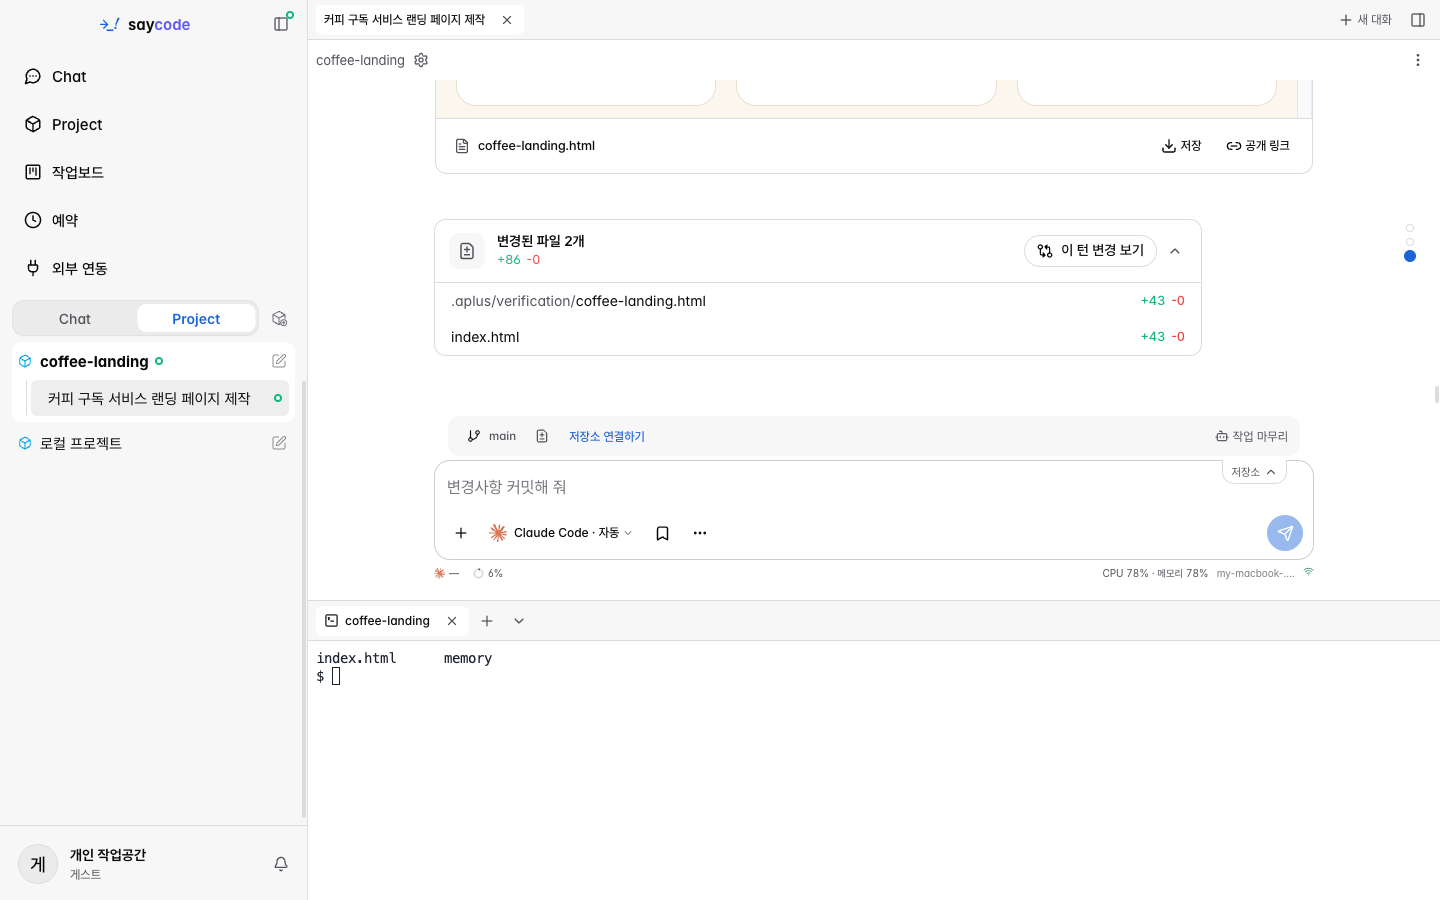 saycode
Chat
Project
작업보드
예약
외부 연동
Chat
Project
coffee-landing
커피 구독 서비스 랜딩 페이지 제작
로컬 프로젝트
게
개인 작업공간
게스트
커피 구독 서비스 랜딩 페이지 제작
새 대화
coffee-landing
coffee-landing.html
저장
공개 링크
변경된 파일 2개
+86 -0
이 턴 변경 보기
.aplus/verification/coffee-landing.html +43 -0
index.html +43 -0
main
저장소 연결하기
작업 마무리
저장소
변경사항 커밋해 줘
Claude Code · 자동
— 6%
CPU 78% · 메모리 78% my-macbook-....
coffee-landing
index.html memory
$